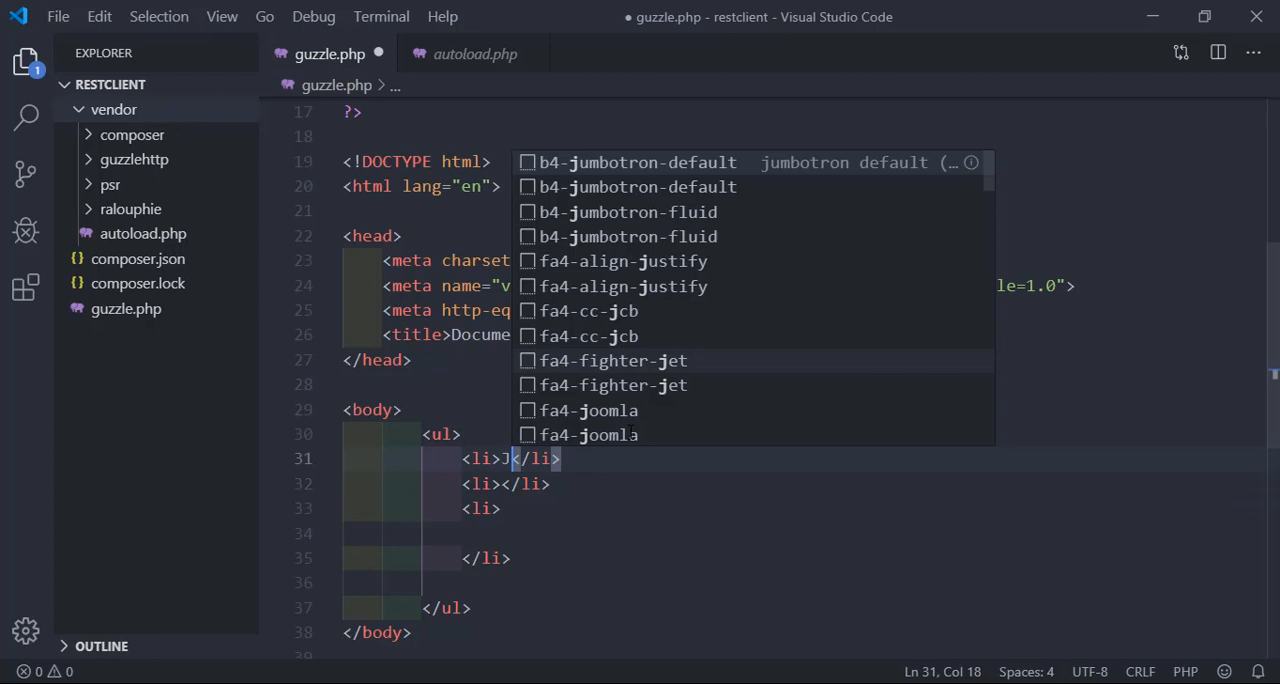 File Edit Selection View Go Debug Terminal Help ● guzzle.php - restclient - Visual Studio Code
EXPLORER
RESTCLIENT
vendor
composer
guzzlehttp
psr
ralouphie
autoload.php
{} composer.json
{} composer.lock
guzzle.php
OUTLINE
1
guzzle.php ● autoload.php
guzzle.php > ...
17 ?>
18
19 <!DOCTYPE html>
20 <html lang="en">
21
22 <head>
23 <meta charset
24 <meta name="v le=1.0">
25 <meta http-eq
26 <title>Docume
27 </head>
28
29 <body>
30 <ul>
31 <li>J</li>
32 <li></li>
33 <li>
34
35 </li>
36
37 </ul>
38 </body>
39
b4-jumbotron-default jumbotron default (…
b4-jumbotron-default
b4-jumbotron-fluid
b4-jumbotron-fluid
fa4-align-justify
fa4-align-justify
fa4-cc-jcb
fa4-cc-jcb
fa4-fighter-jet
fa4-fighter-jet
fa4-joomla
fa4-joomla
0 0 Ln 31, Col 18 Spaces: 4 UTF-8 CRLF PHP